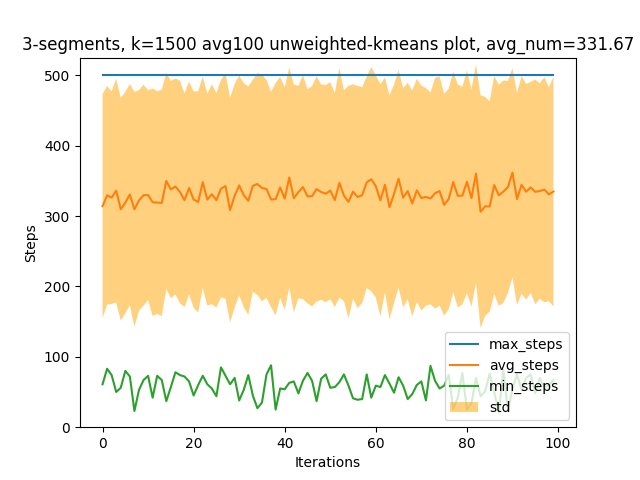 3-segments, k=1500 avg100 unweighted-kmeans plot, avg_num=331.67
500
400
300
200
100
0
Steps
max_steps
avg_steps
min_steps
std
0 20 40 60 80 100
Iterations